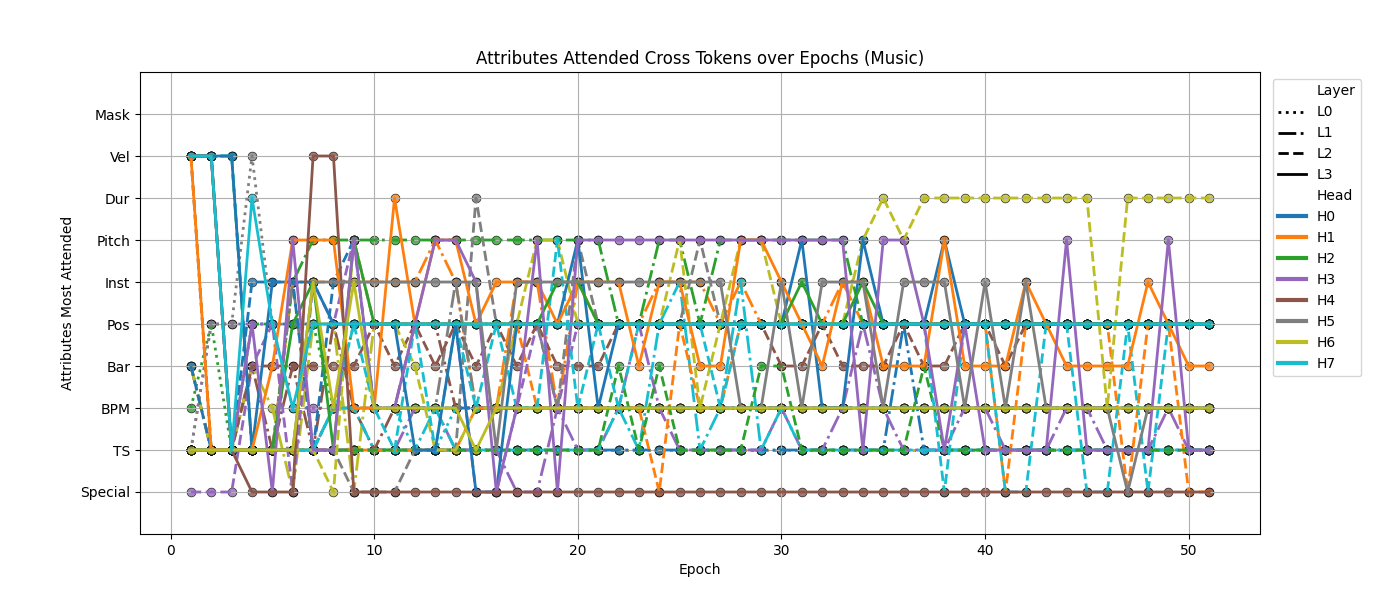 Attributes Attended Cross Tokens over Epochs (Music)
Attributes Most Attended
Mask
Vel
Dur
Pitch
Inst
Pos
Bar
BPM
TS
Special
0
10
20
30
40
50
Epoch
Layer
L0
L1
L2
L3
Head
H0
H1
H2
H3
H4
H5
H6
H7